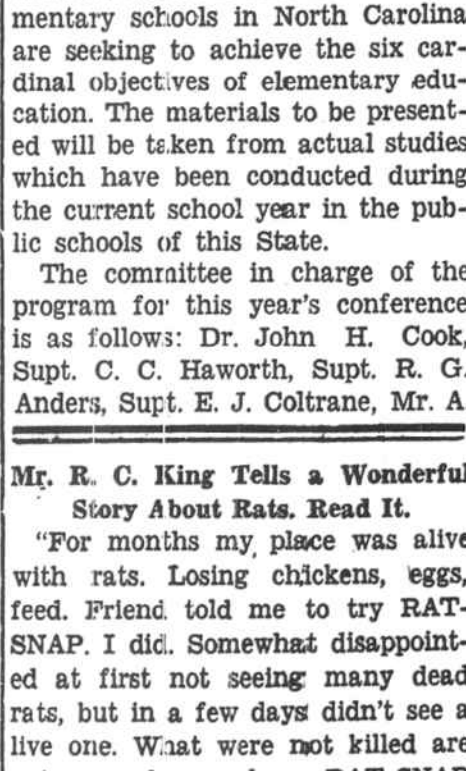 mentary schools in North Carolina
are seeking to achieve the six car-
dinal objectives of elementary edu-
cation. The materials to be present-
ed will be taken from actual studies
which have been conducted during
the current school year in the pub-
lic schools of this State.
The committee in charge of the
program for this year's conference
is as follows: Dr. John H. Cook,
Supt. C. C. Haworth, Supt. R. G.
Anders, Supt. E. J. Coltrane, Mr. A
Mr. R. C. King Tells a Wonderful
Story About Rats. Read It.
"For months my place was alive
with rats. Losing chickens, eggs,
feed. Friend told me to try RAT-
SNAP. I did. Somewhat disappoint-
ed at first not seeing many dead
rats, but in a few days didn't see a
live one. What were not killed are